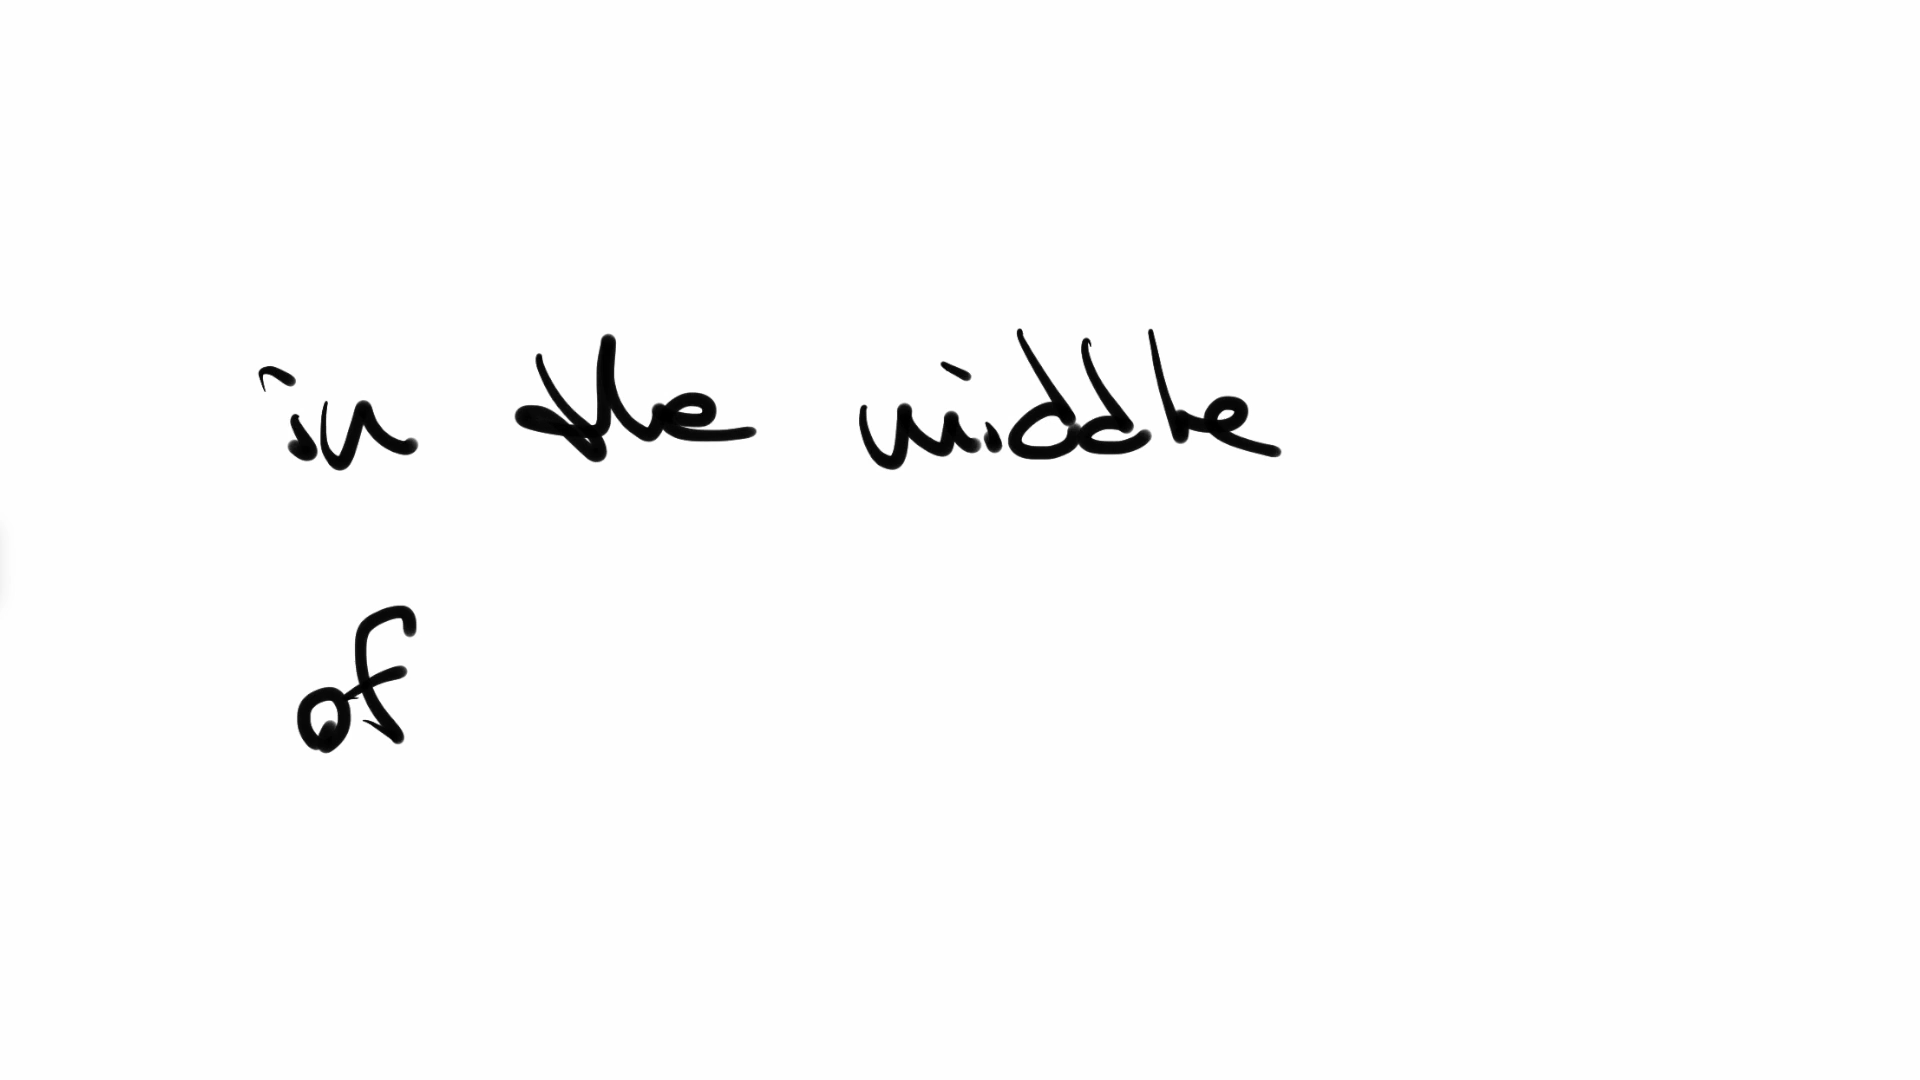 in the middle
of